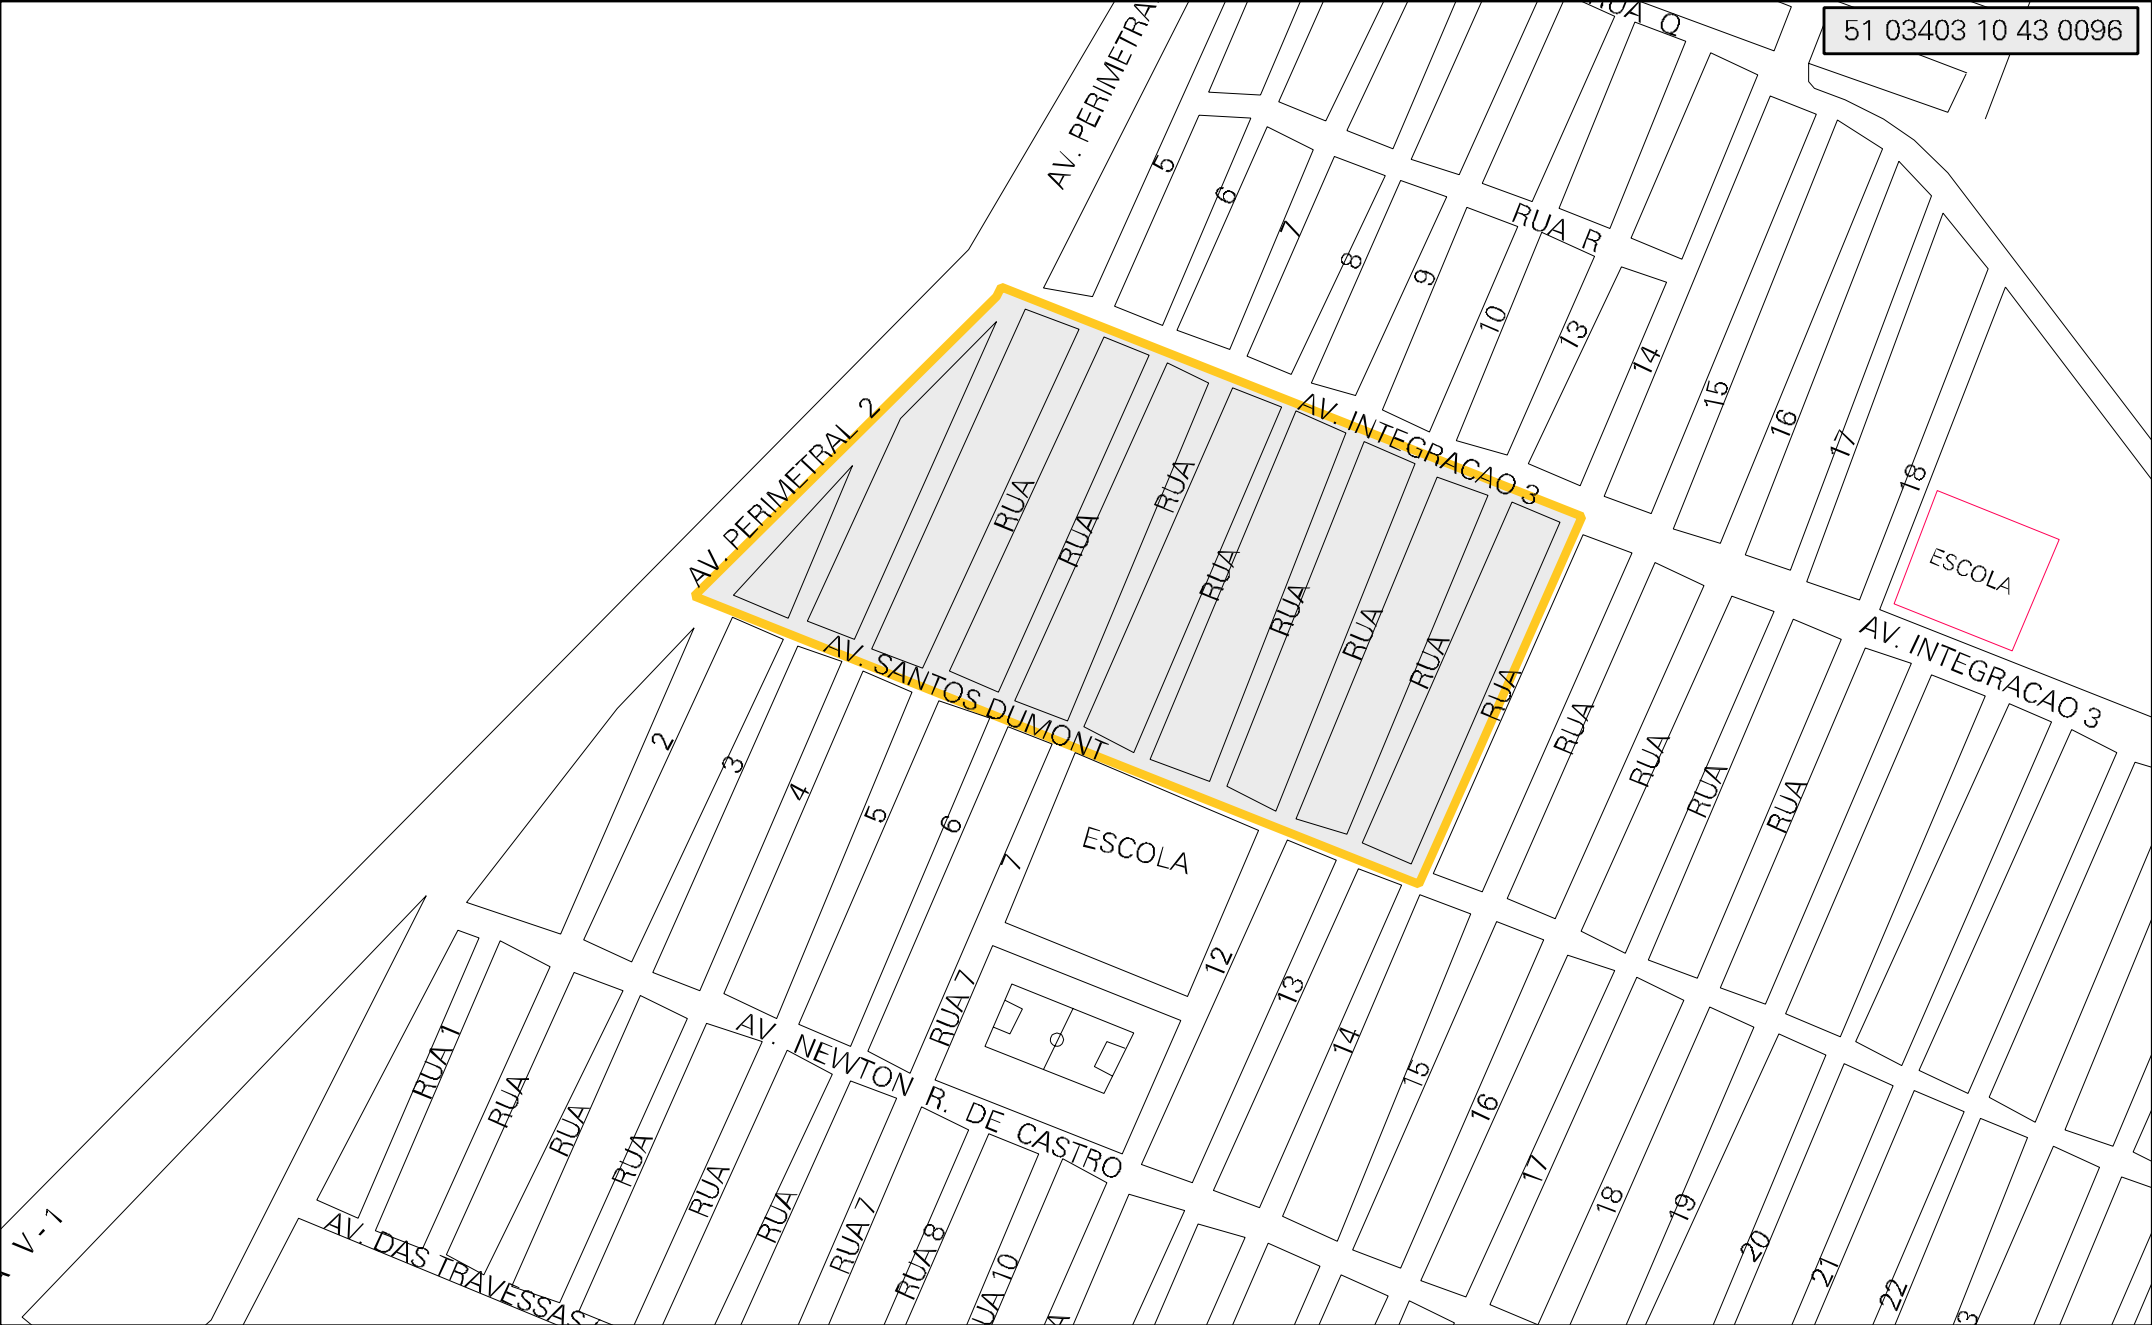 RUA Q
51 03403 10 43 0096
AV. PERIMETRA
5
6
7
8
9
10
13
14
15
16
17
18
RUA R
AV. INTEGRACAO 3
ESCOLA
AV. INTEGRACAO 3
AV. PERIMETRAL 2
RUA
RUA
RUA
RUA
RUA
RUA
RUA
RUA
RUA
RUA
RUA
RUA
AV. SANTOS DUMONT
2
3
4
5
6
7
ESCOLA
12
13
14
15
16
17
18
19
20
21
22
3
RUA 7
AV. NEWTON R. DE CASTRO
RUA 1
RUA
RUA
RUA
RUA
RUA
RUA 7
RUA 8
UA 10
V - 1
AV. DAS TRAVESSAS